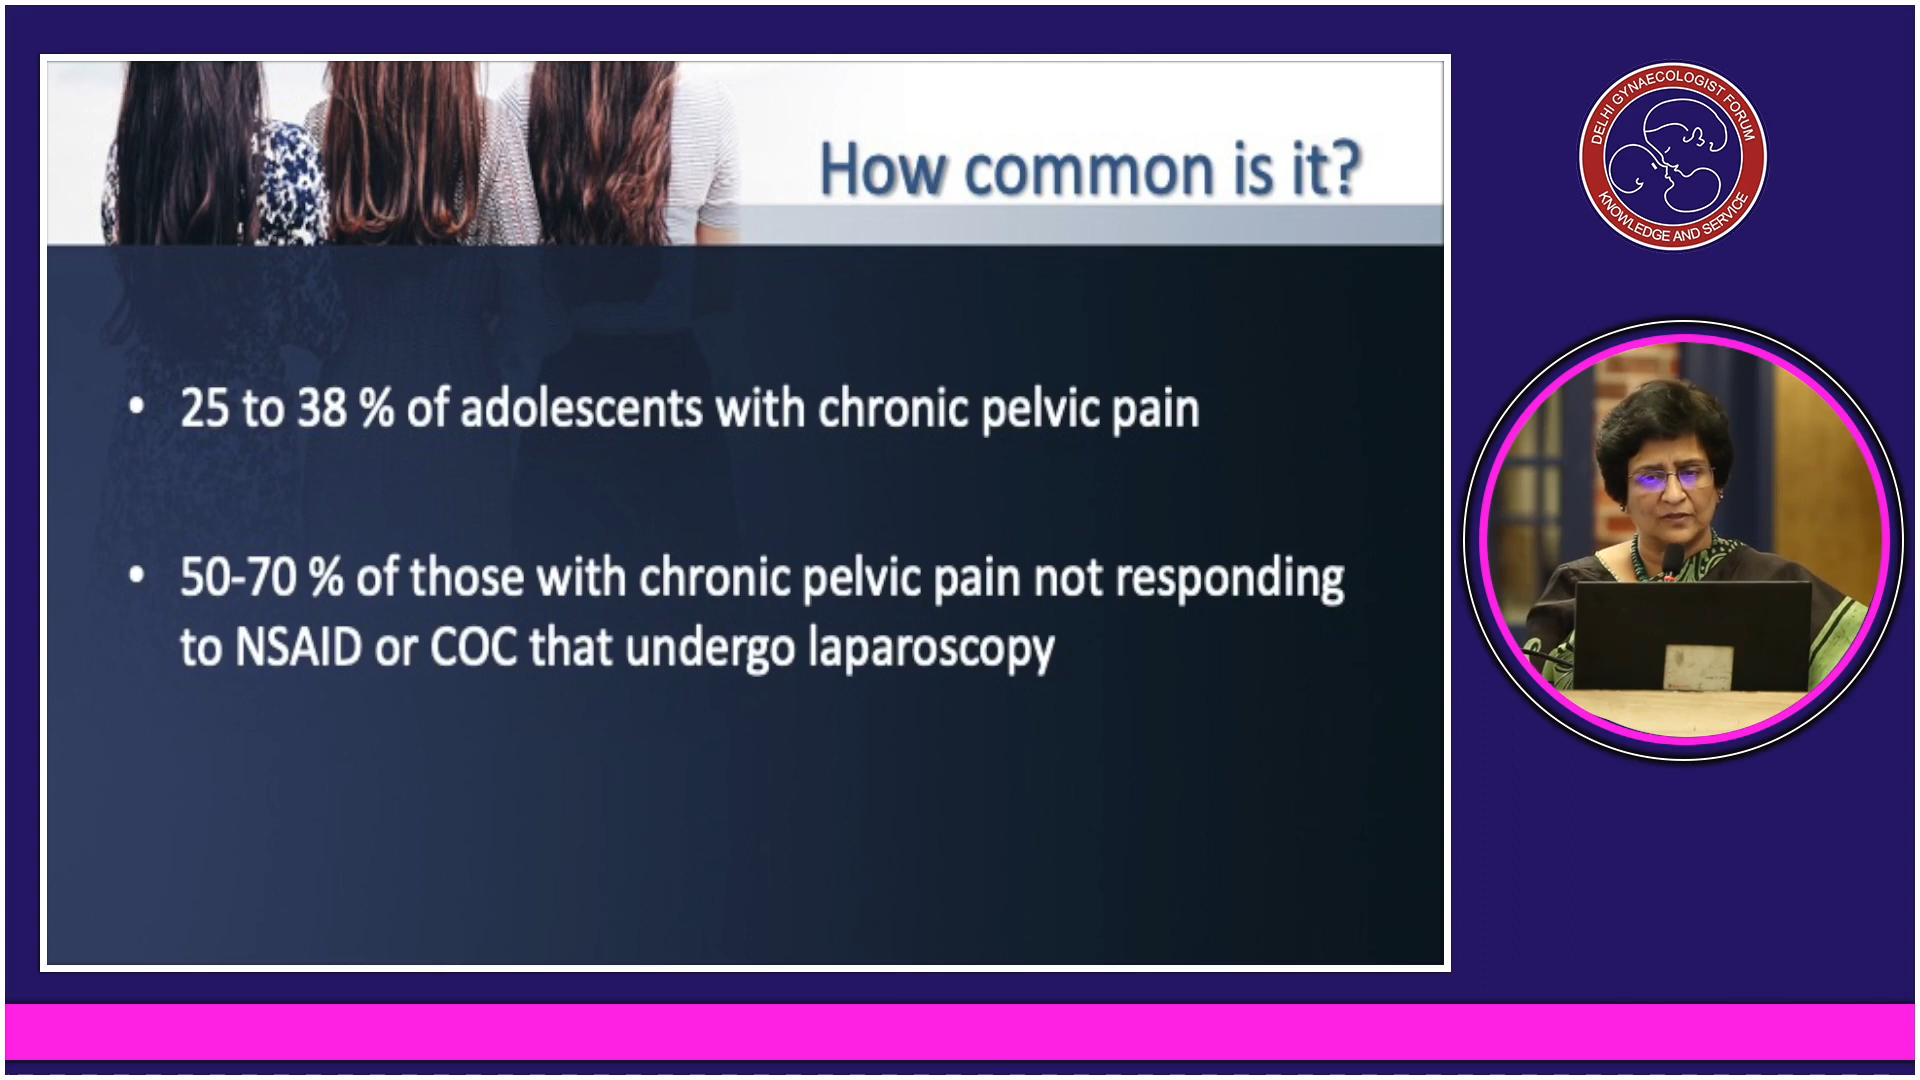 How common is it?
• 25 to 38 % of adolescents with chronic pelvic pain
• 50-70 % of those with chronic pelvic pain not responding
to NSAID or COC that undergo laparoscopy
DELHI GYNAECOLOGIST FORUM
KNOWLEDGE AND SERVICE